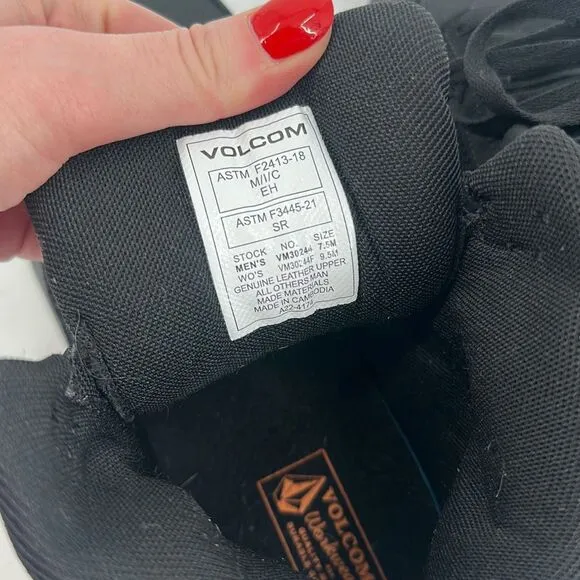 VOLCOM
ASTM F2413-18
M/I/C
EH
ASTM F3445-21
SR
STOCK NO. SIZE
MEN'S VM30244 7.5M
WO'S VM30244F 9.5M
GENUINE LEATHER UPPER
ALL OTHERS MAN
MADE MATERIALS
MADE IN CAMBODIA
VOLCOM